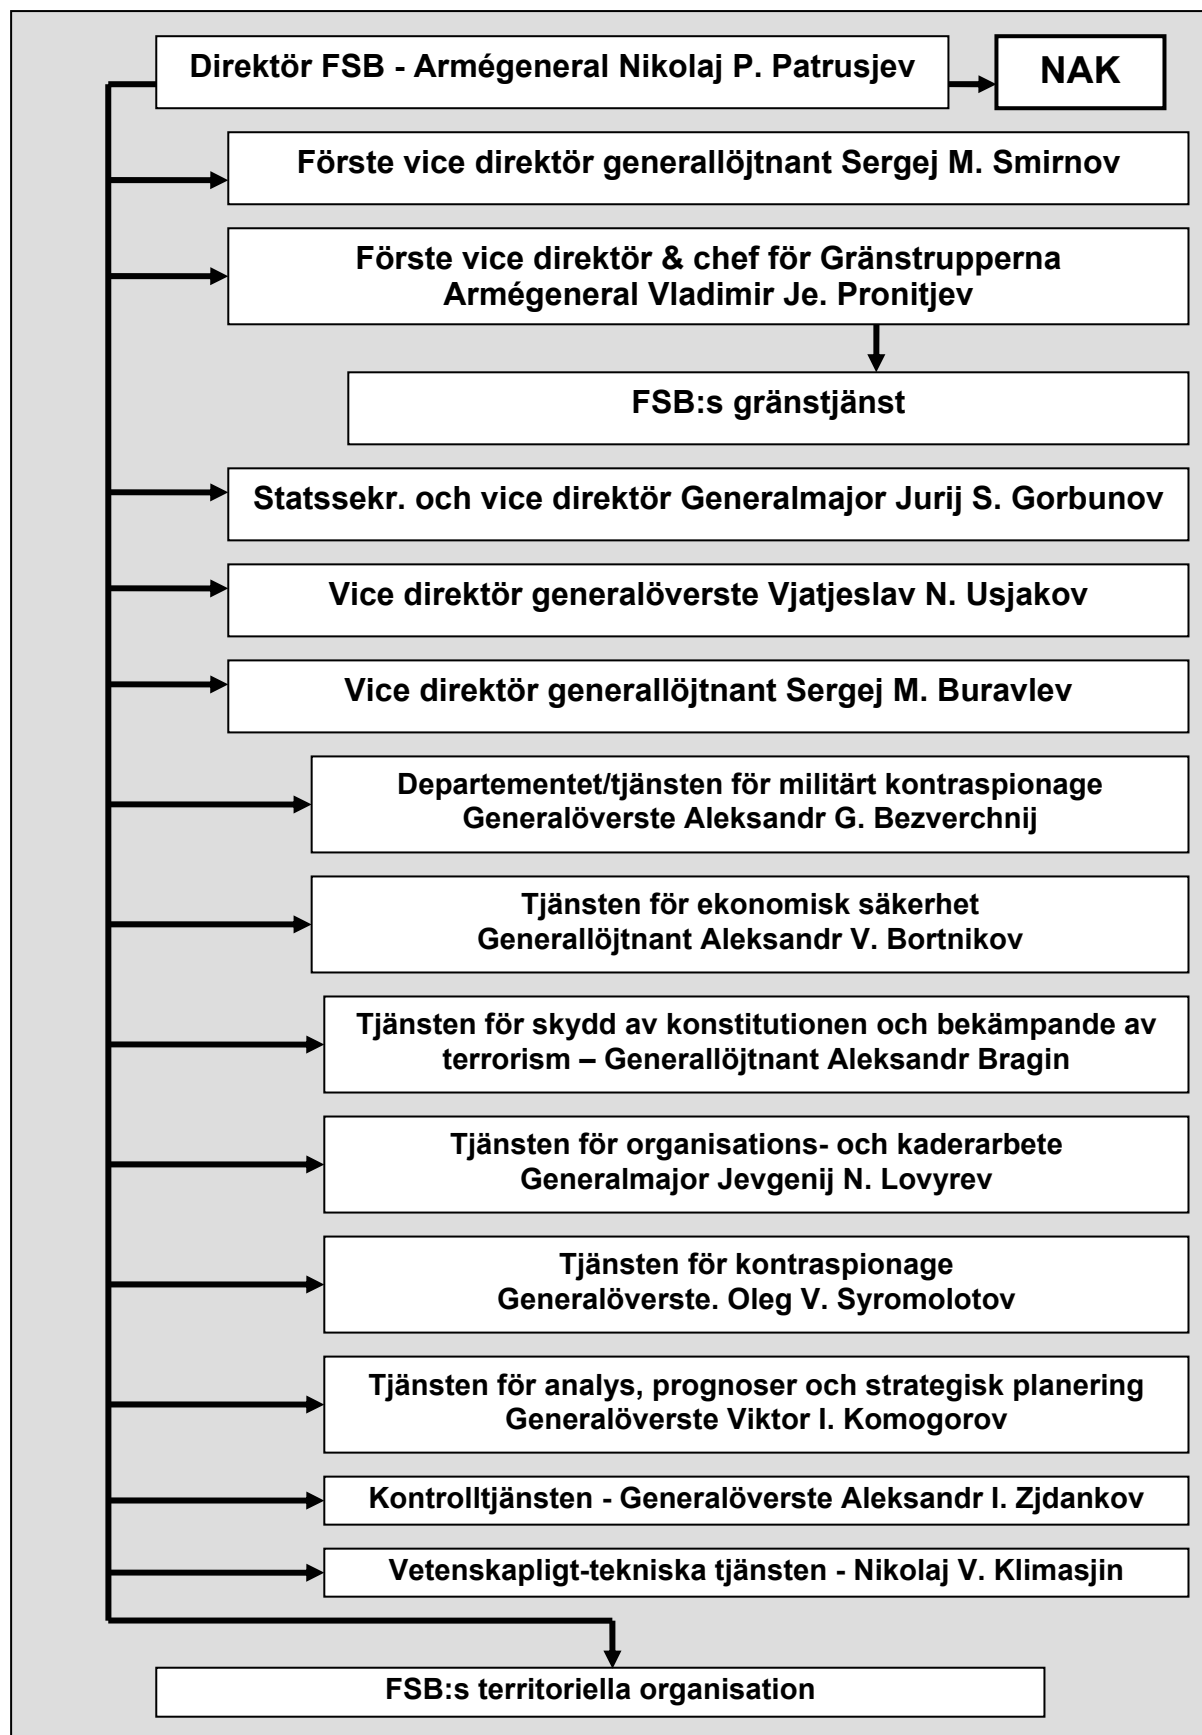 Direktör FSB - Armégeneral Nikolaj P. Patrusjev
NAK
Förste vice direktör generallöjtnant Sergej M. Smirnov
Förste vice direktör & chef för Gränstrupperna
Armégeneral Vladimir Je. Pronitjev
FSB:s gränstjänst
Statssekr. och vice direktör Generalmajor Jurij S. Gorbunov
Vice direktör generalöverste Vjatjeslav N. Usjakov
Vice direktör generallöjtnant Sergej M. Buravlev
Departementet/tjänsten för militärt kontraspionage
Generalöverste Aleksandr G. Bezverchnij
Tjänsten för ekonomisk säkerhet
Generallöjtnant Aleksandr V. Bortnikov
Tjänsten för skydd av konstitutionen och bekämpande av
terrorism – Generallöjtnant Aleksandr Bragin
Tjänsten för organisations- och kaderarbete
Generalmajor Jevgenij N. Lovyrev
Tjänsten för kontraspionage
Generalöverste. Oleg V. Syromolotov
Tjänsten för analys, prognoser och strategisk planering
Generalöverste Viktor I. Komogorov
Kontrolltjänsten - Generalöverste Aleksandr I. Zjdankov
Vetenskapligt-tekniska tjänsten - Nikolaj V. Klimasjin
FSB:s territoriella organisation